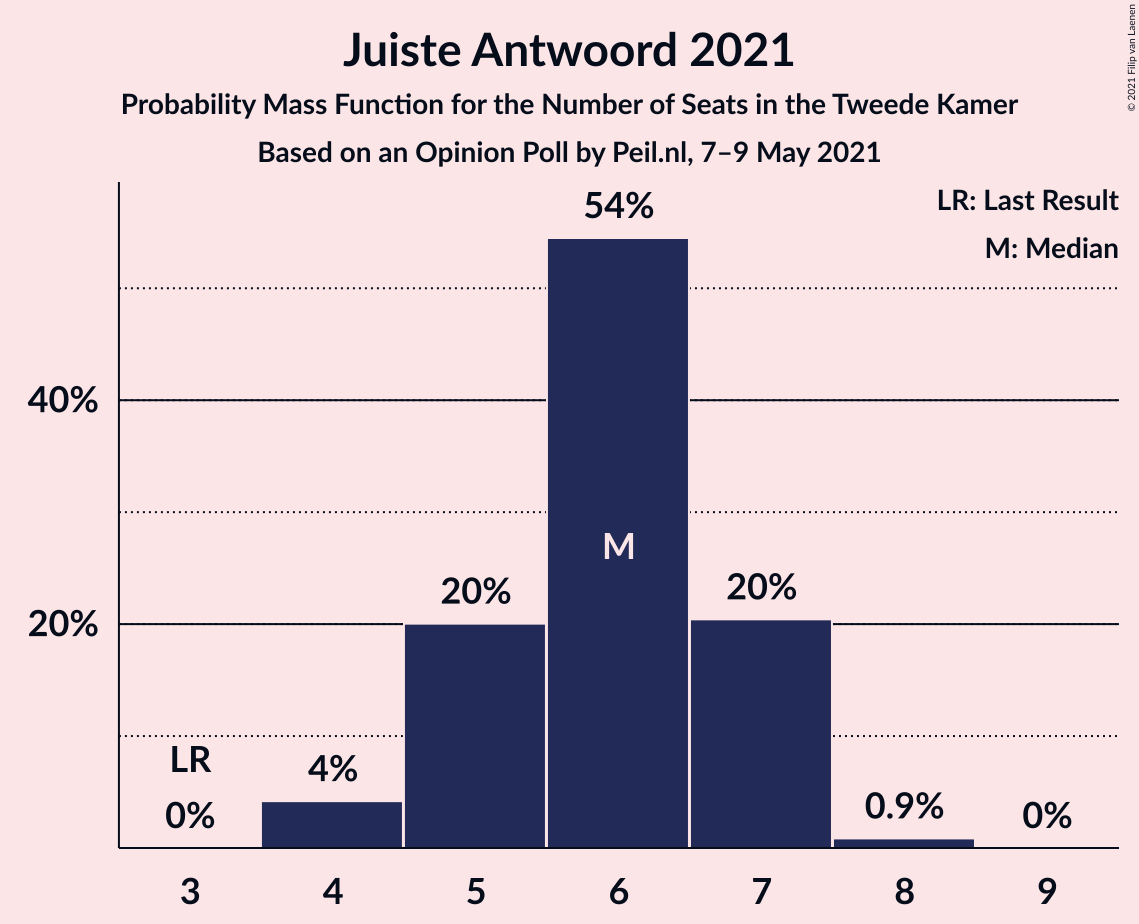 Juiste Antwoord 2021
Probability Mass Function for the Number of Seats in the Tweede Kamer
Based on an Opinion Poll by Peil.nl, 7–9 May 2021
© 2021 Filip van Laenen
LR: Last Result
M: Median
54%
40%
M
20%
20%
20%
LR
4%
0%
0.9%
0%
3 4 5 6 7 8 9